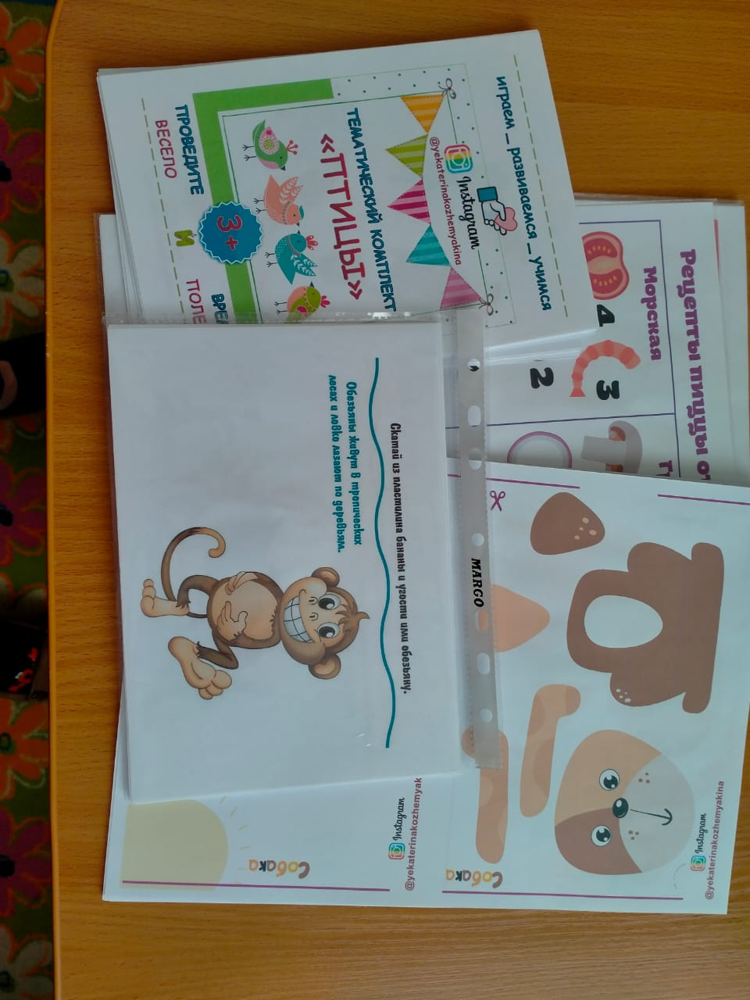 играем _ развиваемся _ учимся
Instagram
@yekaterinakozhemyakina
ТЕМАТИЧЕСКИЙ КОМПЛЕКТ
«ПТИЦЫ»
3+
ПРОВЕДИТЕ
ВЕСЕЛО
И
Рецепты пиццы от
Морская
4
3
2
MARGO
Скатай из пластилина бананы и угости ими обезьяну.
Обезьяны живут в тропических
лесах и ловко лазают по деревьям.
Собака
Instagram
@yekaterinakozhemyak
Собака
Instagram
@yekaterinakozhemyakina